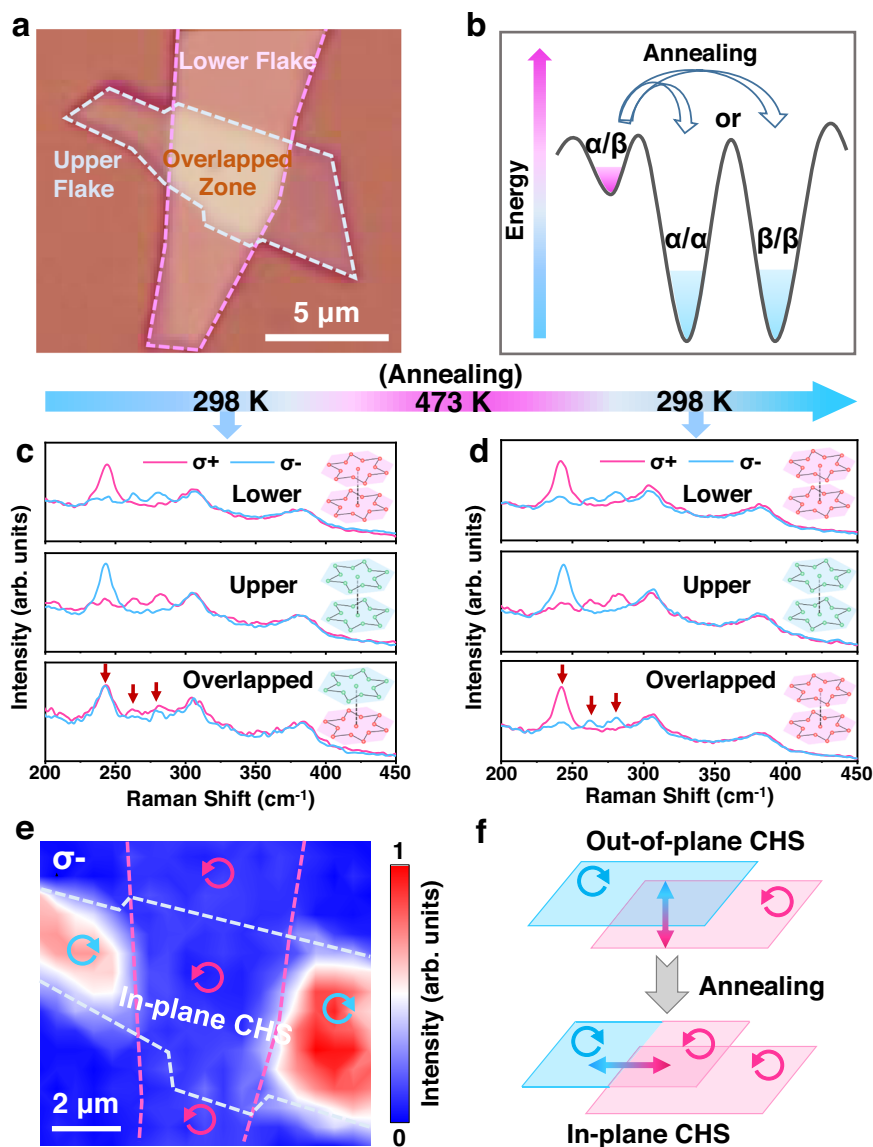 a
Lower Flake
Upper
Flake
Overlapped
Zone
5 μm
b
Annealing
or
α/β
α/α
β/β
Energy
(Annealing)
298 K
473 K
298 K
c
σ+
σ-
Lower
Upper
Overlapped
Intensity (arb. units)
200 250 300 350 400 450
Raman Shift (cm⁻¹)
d
σ+
σ-
Lower
Upper
Overlapped
Intensity (arb. units)
200 250 300 350 400 450
Raman Shift (cm⁻¹)
e
σ-
In-plane CHS
2 μm
1
0
Intensity (arb. units)
f
Out-of-plane CHS
Annealing
In-plane CHS